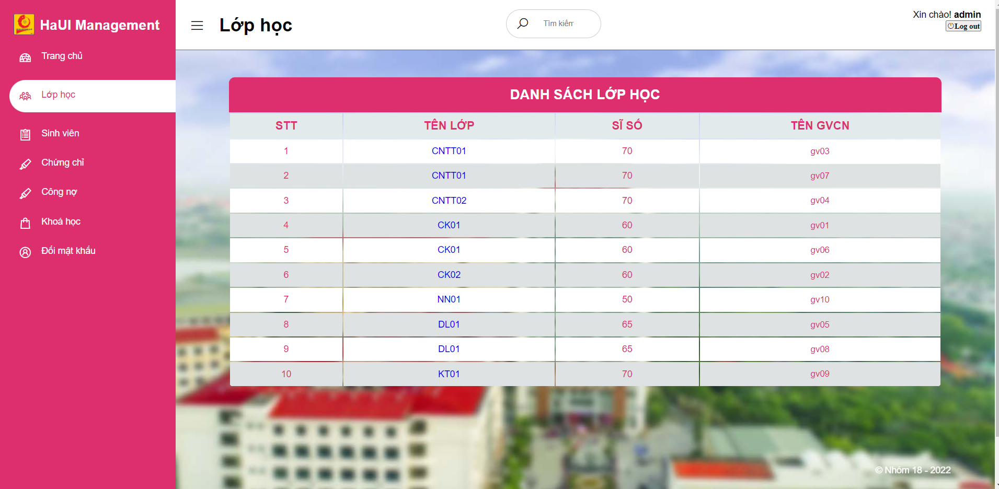 HaUI Management
Trang chủ
Lớp học
Sinh viên
Chứng chỉ
Công nợ
Khoá học
Đổi mật khẩu
Lớp học
Tìm kiếm
Xin chào! admin
Log out
DANH SÁCH LỚP HỌC
STT TÊN LỚP SĨ SỐ TÊN GVCN
1 CNTT01 70 gv03
2 CNTT01 70 gv07
3 CNTT02 70 gv04
4 CK01 60 gv01
5 CK01 60 gv06
6 CK02 60 gv02
7 NN01 50 gv10
8 DL01 65 gv05
9 DL01 65 gv08
10 KT01 70 gv09
© Nhóm 18 - 2022